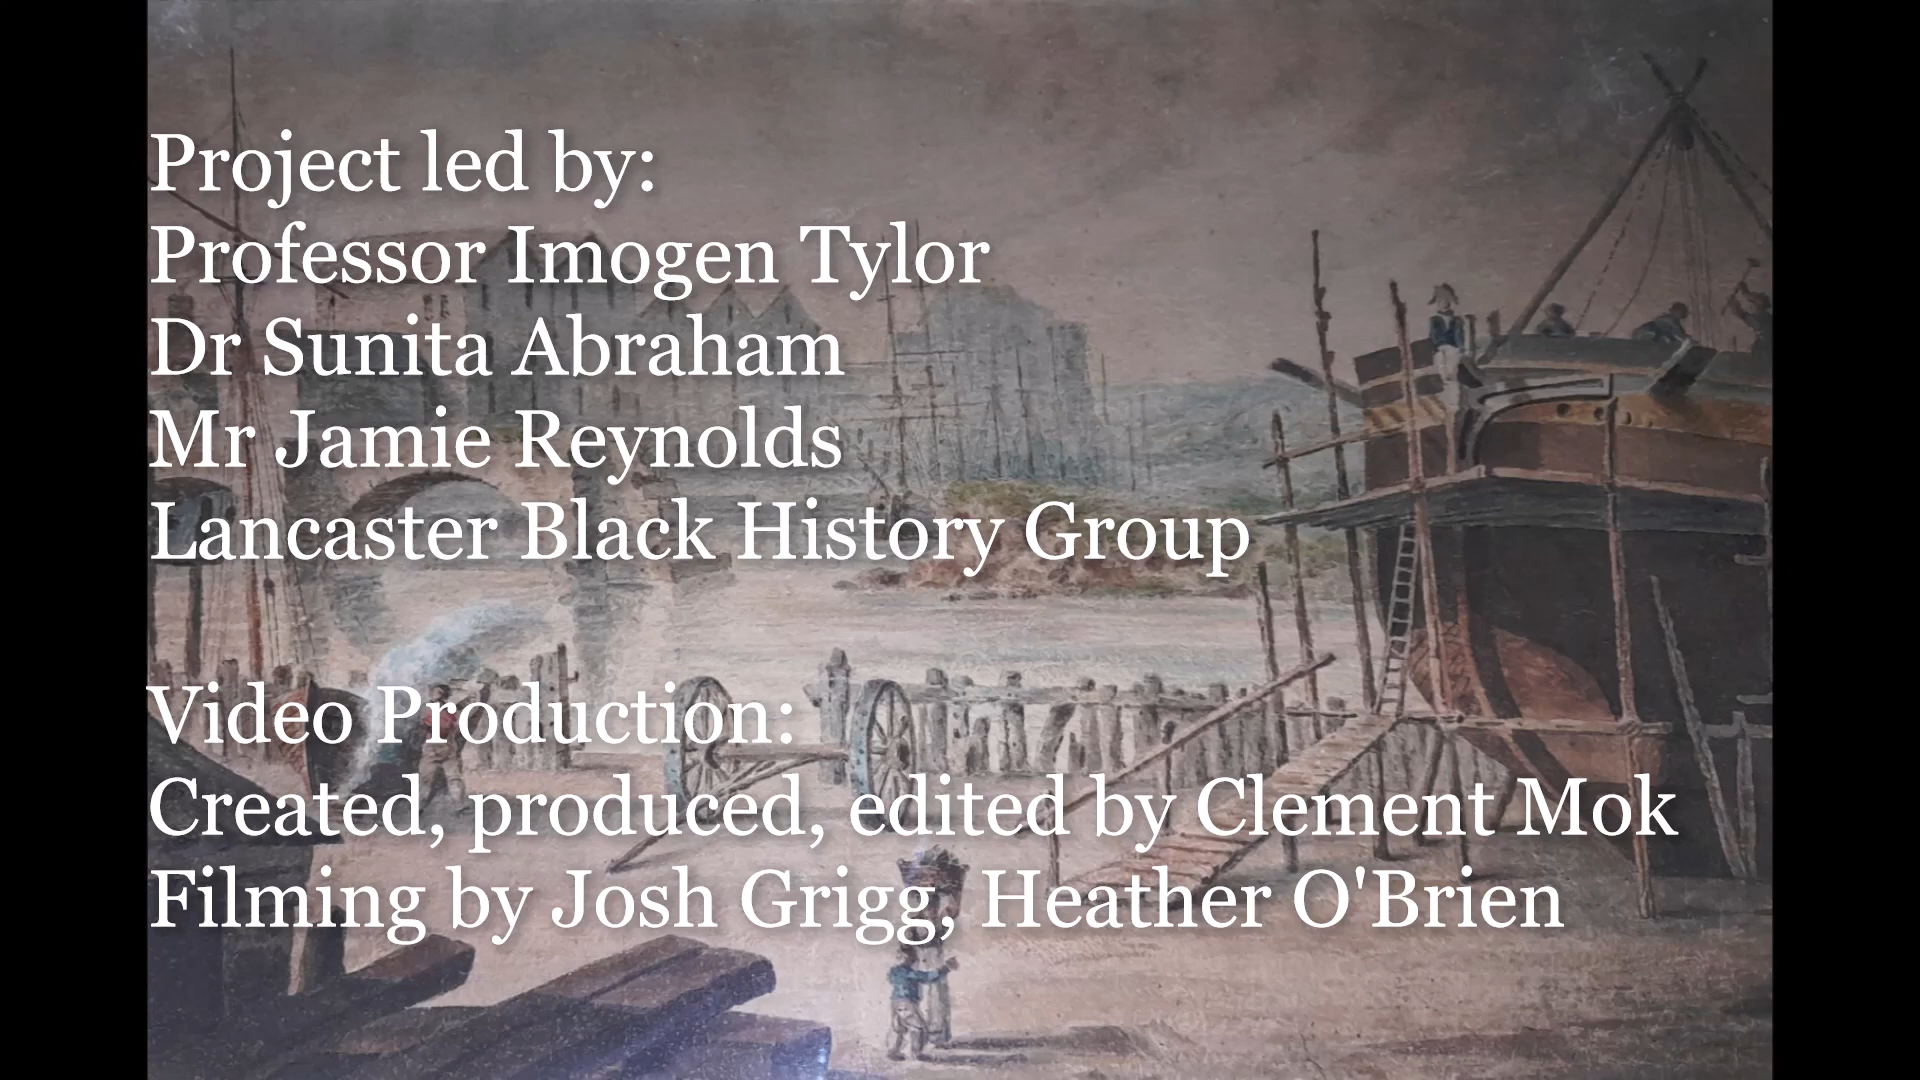 Project led by:
Professor Imogen Tylor
Dr Sunita Abraham
Mr Jamie Reynolds
Lancaster Black History Group
Video Production:
Created, produced, edited by Clement Mok
Filming by Josh Grigg, Heather O'Brien